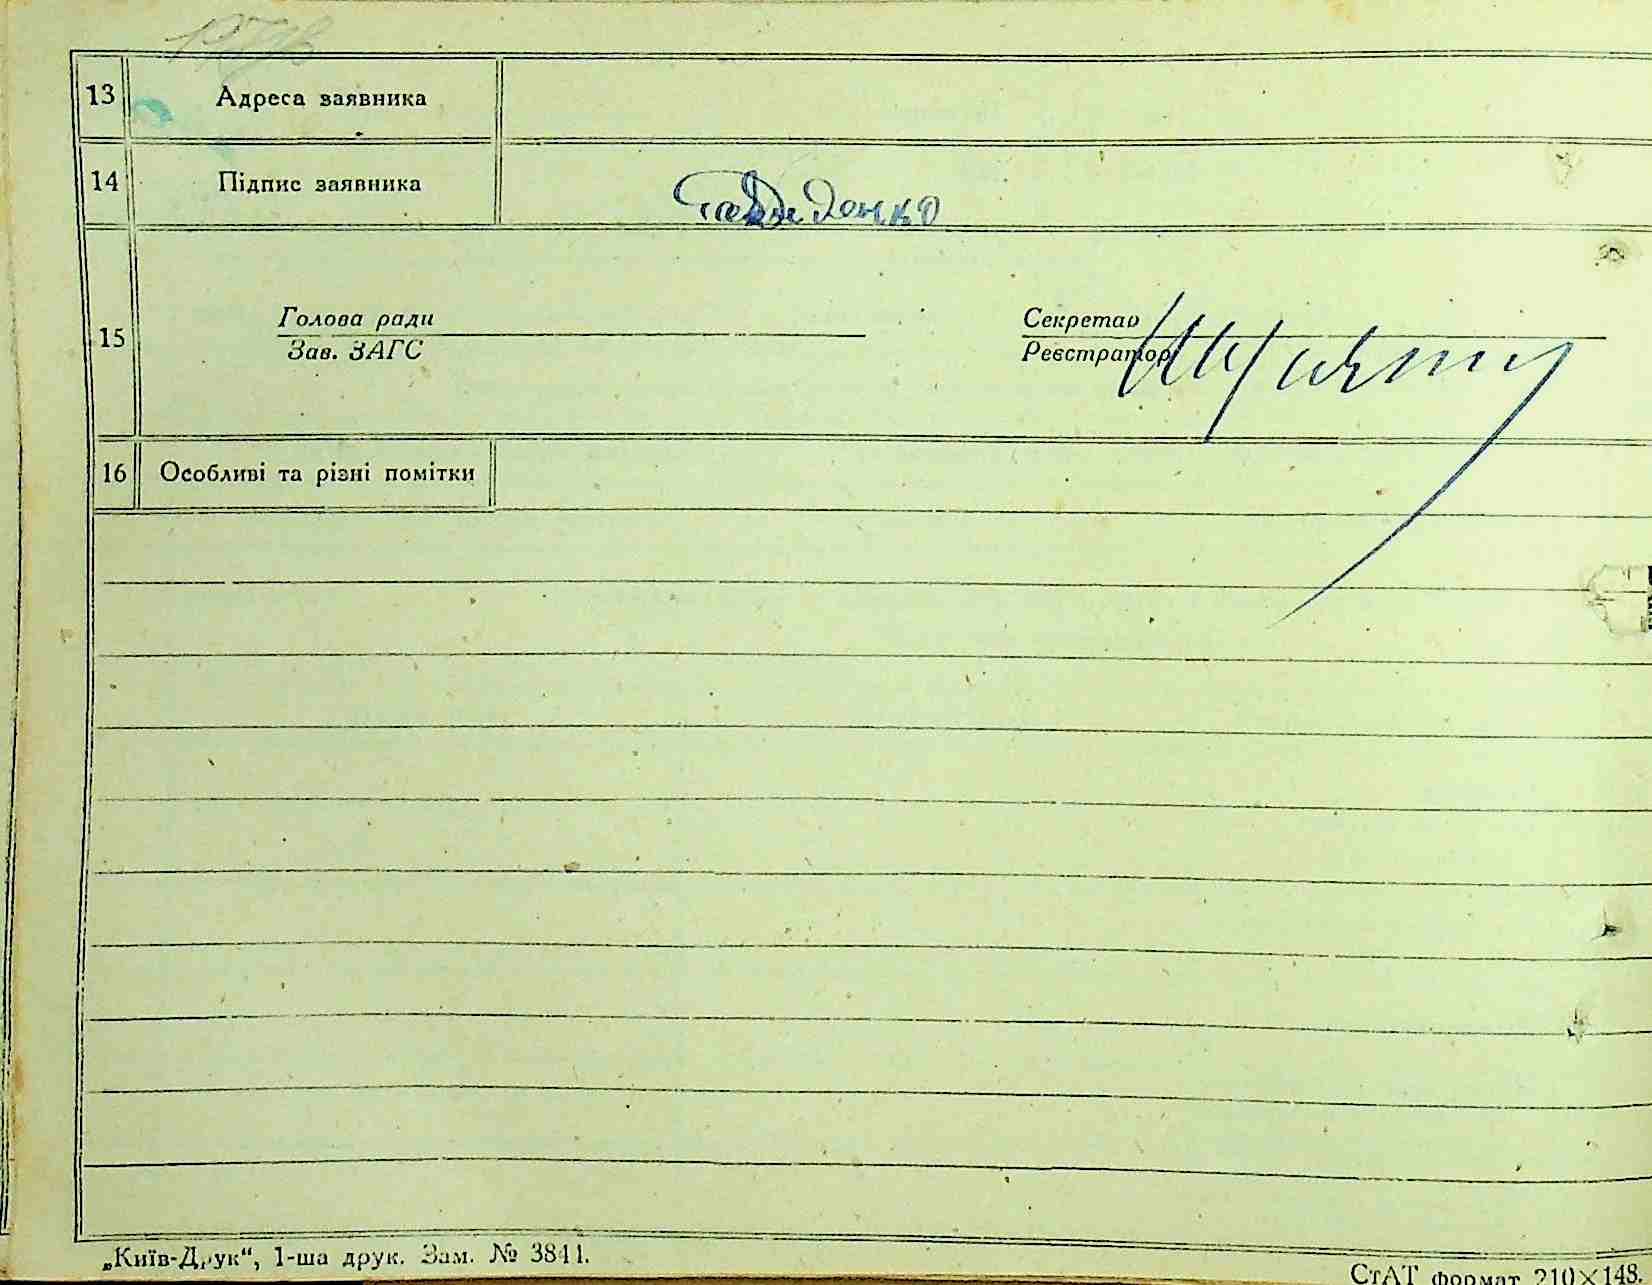 13 Адреса заявника
14 Підпис заявника
15 Голова ради Секретар
Зав. ЗАГС Реєстратор
16 Особливі та різні помітки
„Київ-Друк“, 1-ша друк. Зам. № 3841.
СтАТ формат 210×148.